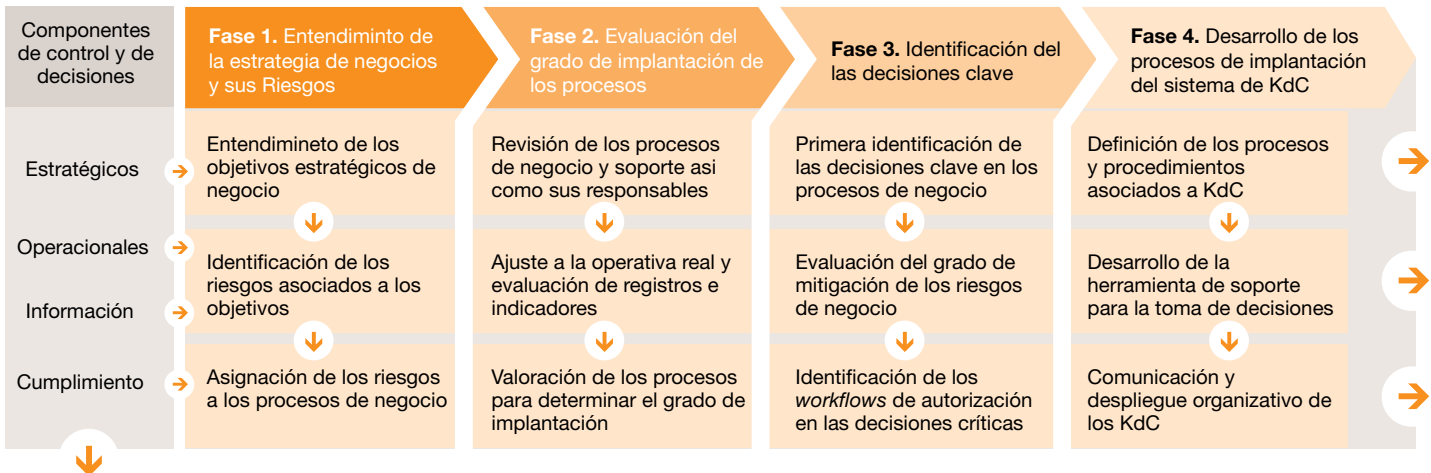 Componentes
de control y de
decisiones
Fase 1. Entendiminto de
la estrategia de negocios
y sus Riesgos
Fase 2. Evaluación del
grado de implantación de
los procesos
Fase 3. Identificación del
las decisiones clave
Fase 4. Desarrollo de los
procesos de implantación
del sistema de KdC
Estratégicos
Entendimineto de los
objetivos estratégicos de
negocio
Revisión de los procesos
de negocio y soporte asi
como sus responsables
Primera identificación de
las decisiones clave en los
procesos de negocio
Definición de los procesos
y procedimientos
asociados a KdC
Operacionales
Información
Identificación de los
riesgos asociados a los
objetivos
Ajuste a la operativa real y
evaluación de registros e
indicadores
Evaluación del grado de
mitigación de los riesgos
de negocio
Desarrollo de la
herramienta de soporte
para la toma de decisiones
Cumplimiento
Asignación de los riesgos
a los procesos de negocio
Valoración de los procesos
para determinar el grado de
implantación
Identificación de los
workflows de autorización
en las decisiones críticas
Comunicación y
despliegue organizativo de
los KdC